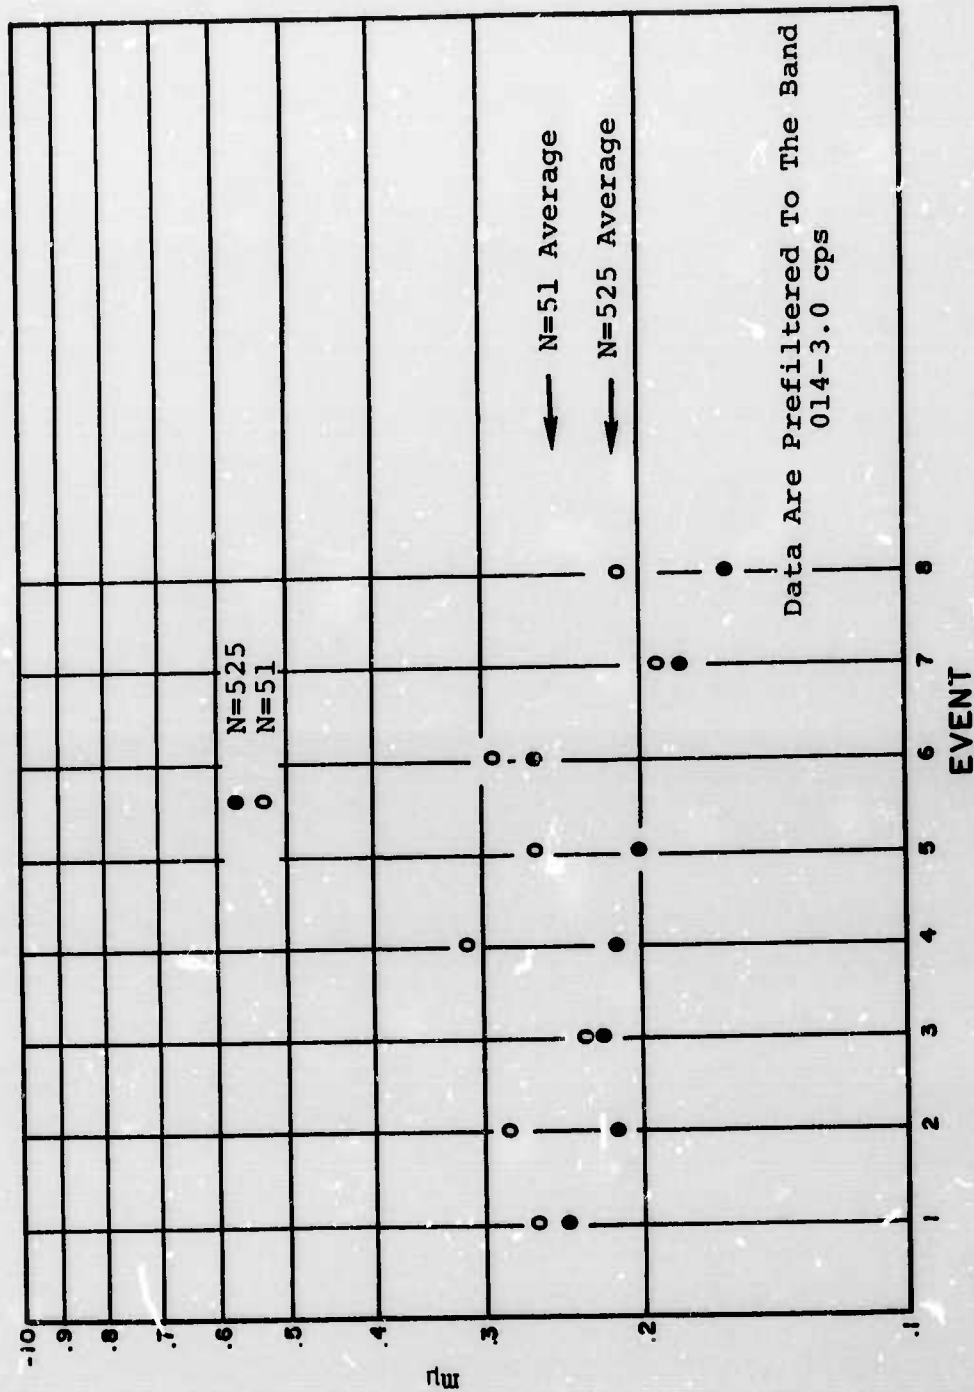 mμ
-10
.9
.8
.7
.6
.5
.4
.3
.2
.1
N=525
N=51
N=51 Average
N=525 Average
Data Are Prefiltered To The Band
014-3.0 cps
1 2 3 4 5 6 7 8
EVENT